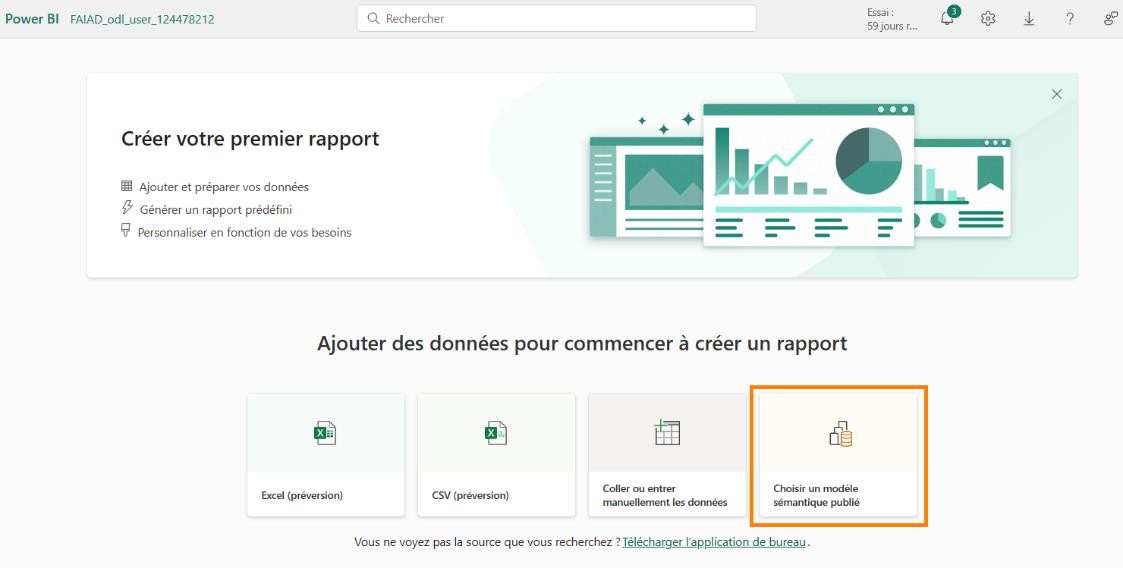 Power BI FAIAD_odl_user_124478212
Rechercher
Essai :
59 jours r...
3
?
Créer votre premier rapport
Ajouter et préparer vos données
Générer un rapport prédéfini
Personnaliser en fonction de vos besoins
Ajouter des données pour commencer à créer un rapport
Excel (préversion)
CSV (préversion)
Coller ou entrer
manuellement les données
Choisir un modèle
sémantique publié
Vous ne voyez pas la source que vous recherchez ? Télécharger l'application de bureau.